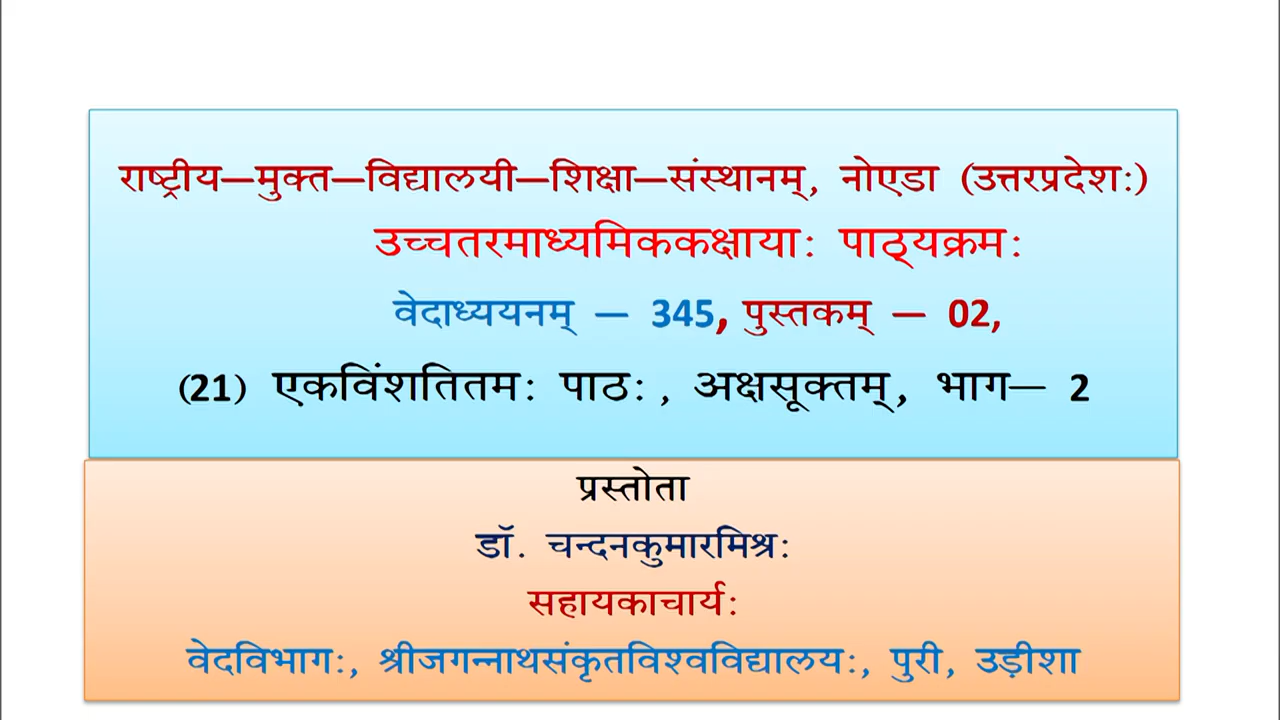 राष्ट्रीय—मुक्त—विद्यालयी—शिक्षा—संस्थानम्, नोएडा (उत्तरप्रदेशः)
उच्चतरमाध्यमिककक्षायाः पाठ्यक्रमः
वेदाध्ययनम् — 345, पुस्तकम् — 02,
(21) एकविंशतितमः पाठः, अक्षसूक्तम्, भाग— 2
प्रस्तोता
डॉ. चन्दनकुमारमिश्रः
सहायकाचार्यः
वेदविभागः, श्रीजगन्नाथसंकृतविश्वविद्यालयः, पुरी, उड़ीशा